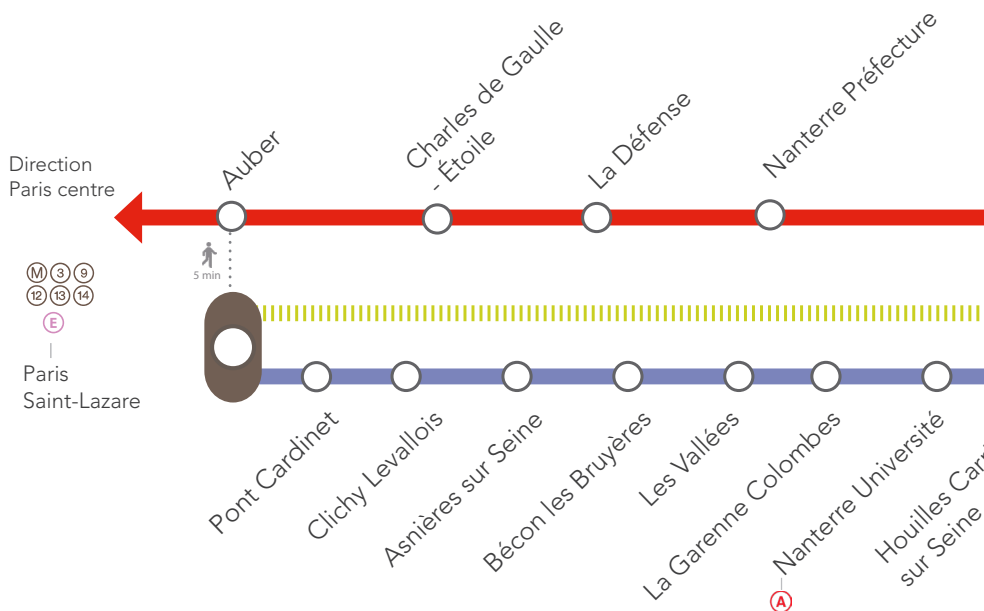 Direction
Paris centre
Auber
Charles de Gaulle
- Étoile
La Défense
Nanterre Préfecture
5 min
M 3 9
12 13 14
E
Paris
Saint-Lazare
Pont Cardinet
Clichy Levallois
Asnières sur Seine
Bécon les Bruyères
Les Vallées
La Garenne Colombes
Nanterre Université
A
Houilles Carr
sur Seine